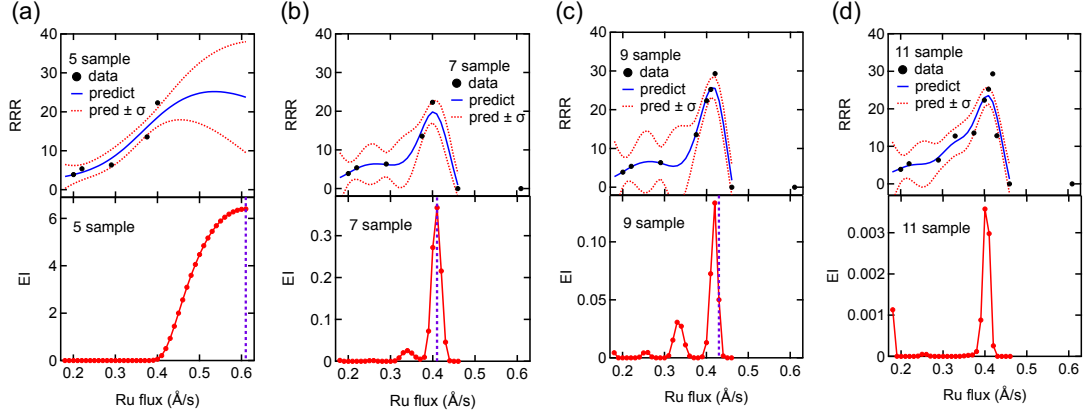 (a)
(b)
(c)
(d)
RRR
40
30
20
10
0
5 sample
data
predict
pred ± σ
EI
6
4
2
0
5 sample
0.2 0.3 0.4 0.5 0.6
Ru flux (Å/s)
RRR
40
30
20
10
0
7 sample
data
predict
pred ± σ
EI
0.3
0.2
0.1
0
7 sample
0.2 0.3 0.4 0.5 0.6
Ru flux (Å/s)
RRR
40
30
20
10
0
9 sample
data
predict
pred ± σ
EI
0.10
0.05
0
9 sample
0.2 0.3 0.4 0.5 0.6
Ru flux (Å/s)
RRR
40
30
20
10
0
11 sample
data
predict
pred ± σ
EI
0.003
0.002
0.001
0
11 sample
0.2 0.3 0.4 0.5 0.6
Ru flux (Å/s)